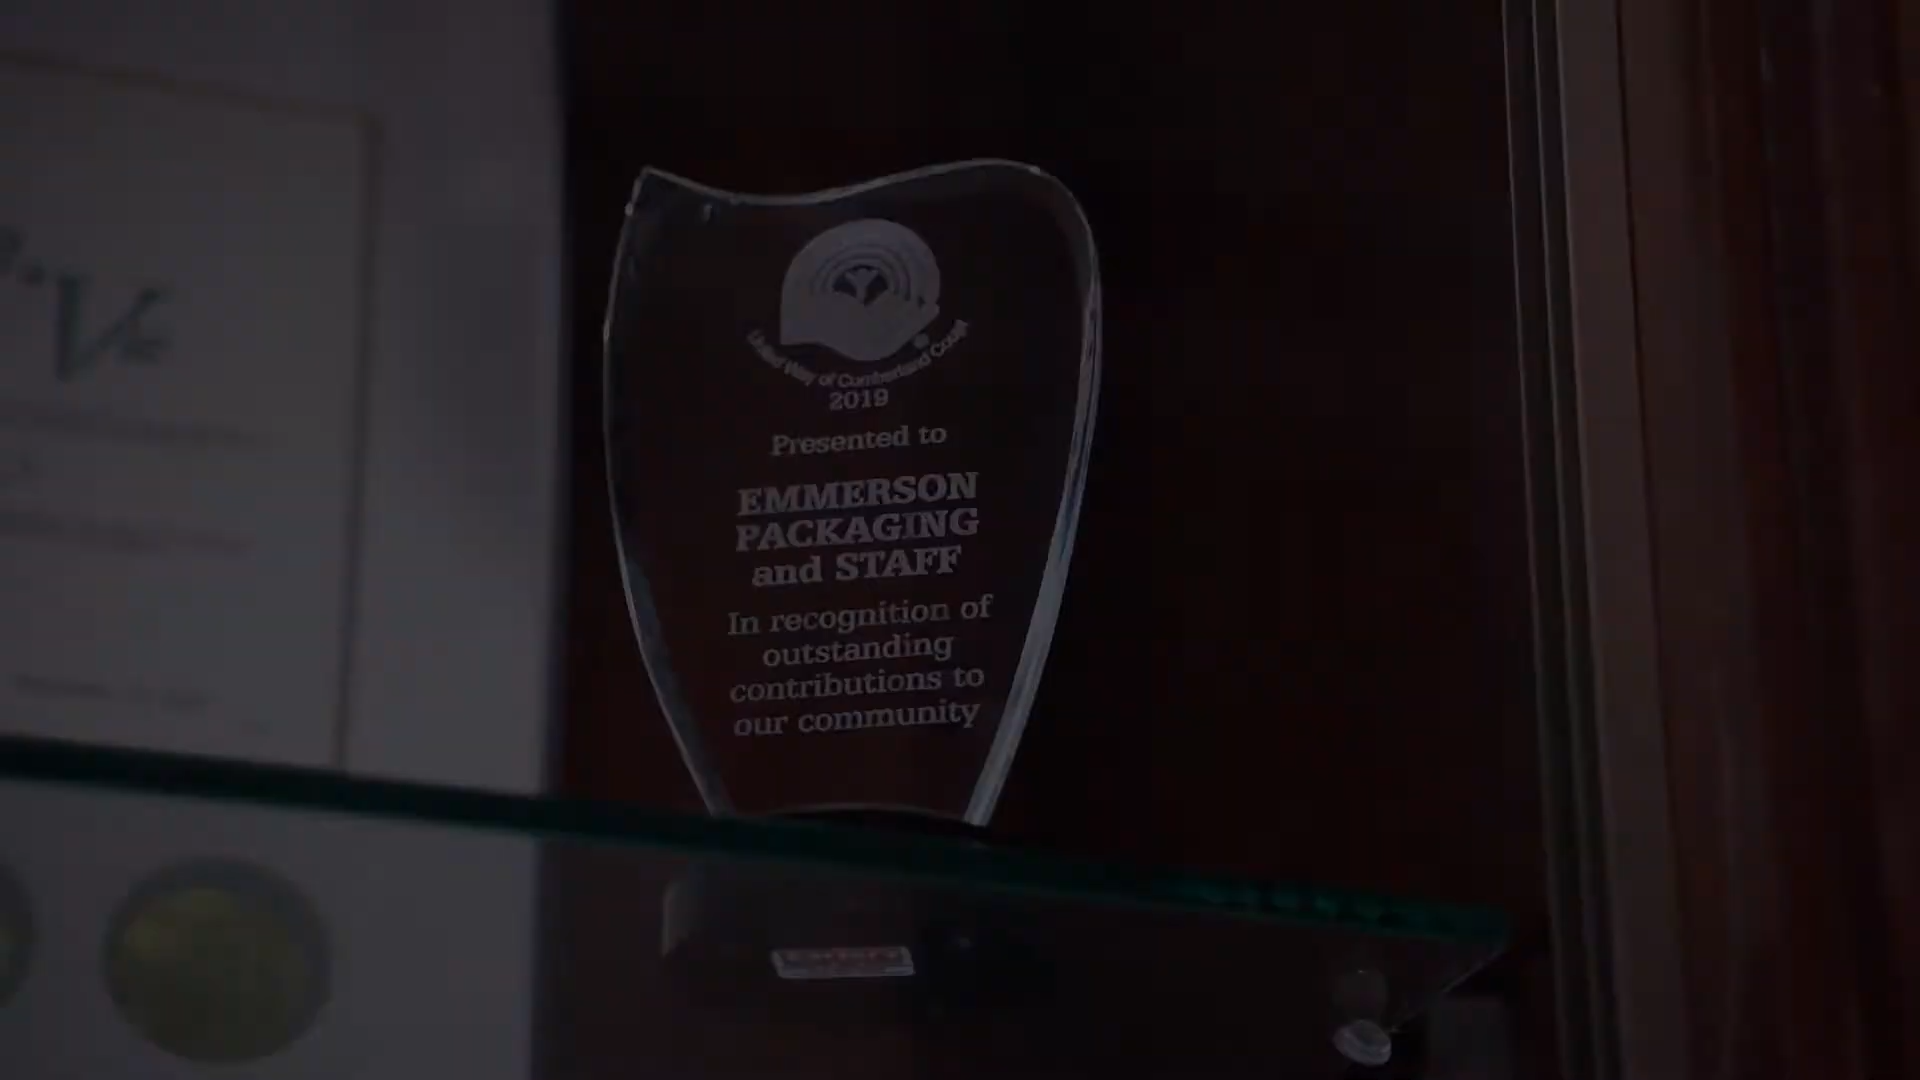 United Way of Cumberland County
2019
Presented to
EMMERSON
PACKAGING
and STAFF
In recognition of
outstanding
contributions to
our community